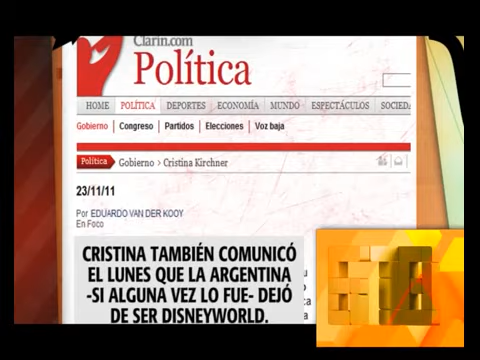 Clarin.com
Política
HOME POLÍTICA DEPORTES ECONOMÍA MUNDO ESPECTÁCULOS SOCIEDA
Gobierno Congreso Partidos Elecciones Voz baja
Política Gobierno > Cristina Kirchner
23/11/11
Por EDUARDO VAN DER KOOY
En Foco
CRISTINA TAMBIÉN COMUNICÓ
EL LUNES QUE LA ARGENTINA
-SI ALGUNA VEZ LO FUE- DEJÓ
DE SER DISNEYWORLD.